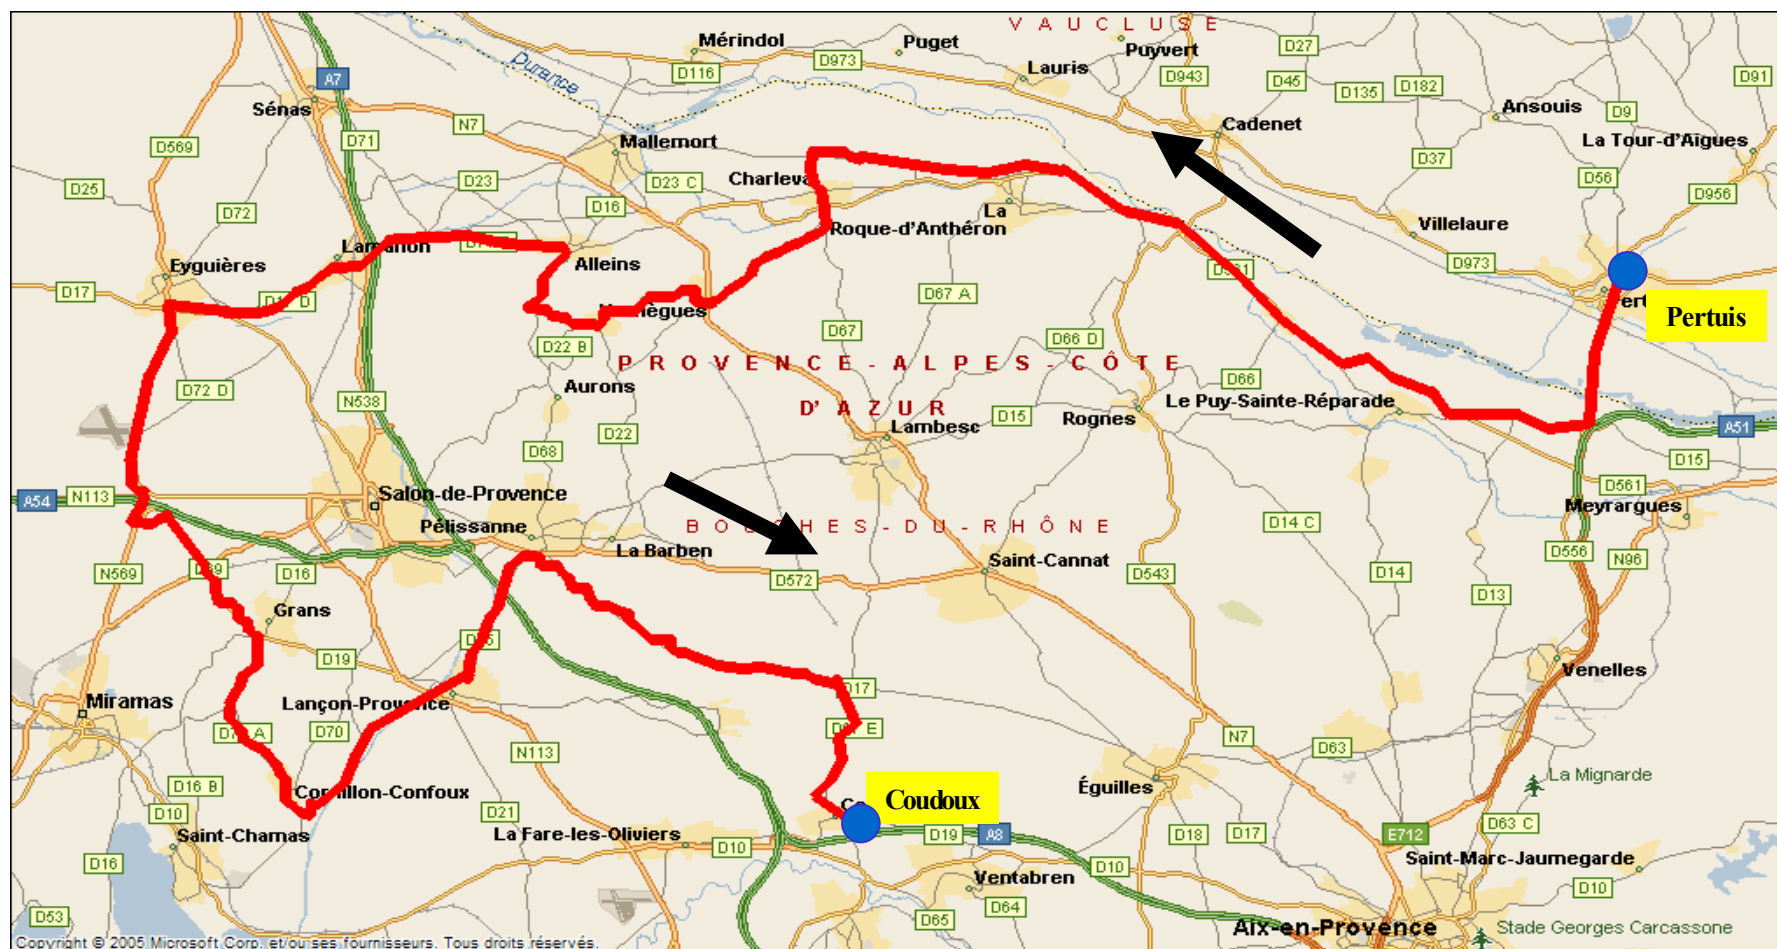 VAUCLUSE
Mérindol
Puget
Puyvert
D27
D973
D116
Lauris
D943
D45
D182
D91
D135
A7
Durance
Sénas
N7
D71
D569
Mallemort
Cadenet
Ansouis
D9
La Tour-d'Aigues
D37
D25
D23
D23 C
D56
D956
D72
D16
Charleva
La
Roque-d'Anthéron
Villelaure
Lamanon
Alleins
Eyguières
D973
D17
D67 A
Pertuis
D67
D66 D
D22 B
PROVENCE-ALPES-CÔTE
D'AZUR
Aurons
D72 D
D66
N538
Le Puy-Sainte-Réparade
D15
Rognes
D22
Lambesc
A51
D68
D15
D561
A54
N113
Salon-de-Provence
Meyrargues
Pélissanne
BOUCHES-DU-RHÔNE
D14 C
La Barben
D556
N96
Saint-Cannat
N569
D16
D572
D543
D14
D13
Grans
D19
Venelles
Miramas
Lançon-Provence
D17
D70
N113
N7
D63
La Mignarde
D16 B
Cornillon-Confoux
Éguilles
Coudoux
D10
D21
Saint-Chamas
La Fare-les-Oliviers
D10
D19
A8
D18
D17
E712
D63 C
Saint-Marc-Jaumegarde
D16
D10
Ventabren
D10
D53
D65
D64
Aix-en-Provence
Stade Georges Carcassone
Copyright © 2005 Microsoft Corp. et/ou ses fournisseurs. Tous droits réservés.